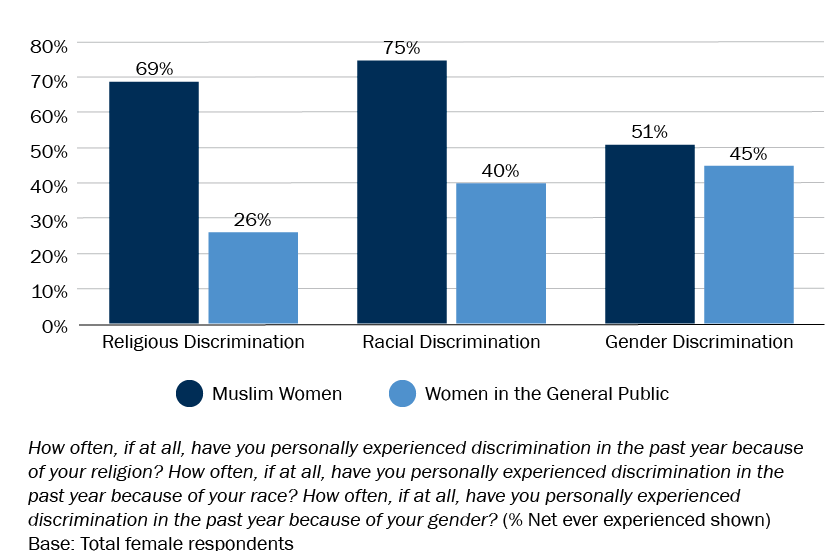 80%
70%
60%
50%
40%
30%
20%
10%
0%
69%
26%
75%
40%
51%
45%
Religious Discrimination
Racial Discrimination
Gender Discrimination
Muslim Women
Women in the General Public
How often, if at all, have you personally experienced discrimination in the past year because
of your religion? How often, if at all, have you personally experienced discrimination in the
past year because of your race? How often, if at all, have you personally experienced
discrimination in the past year because of your gender? (% Net ever experienced shown)
Base: Total female respondents